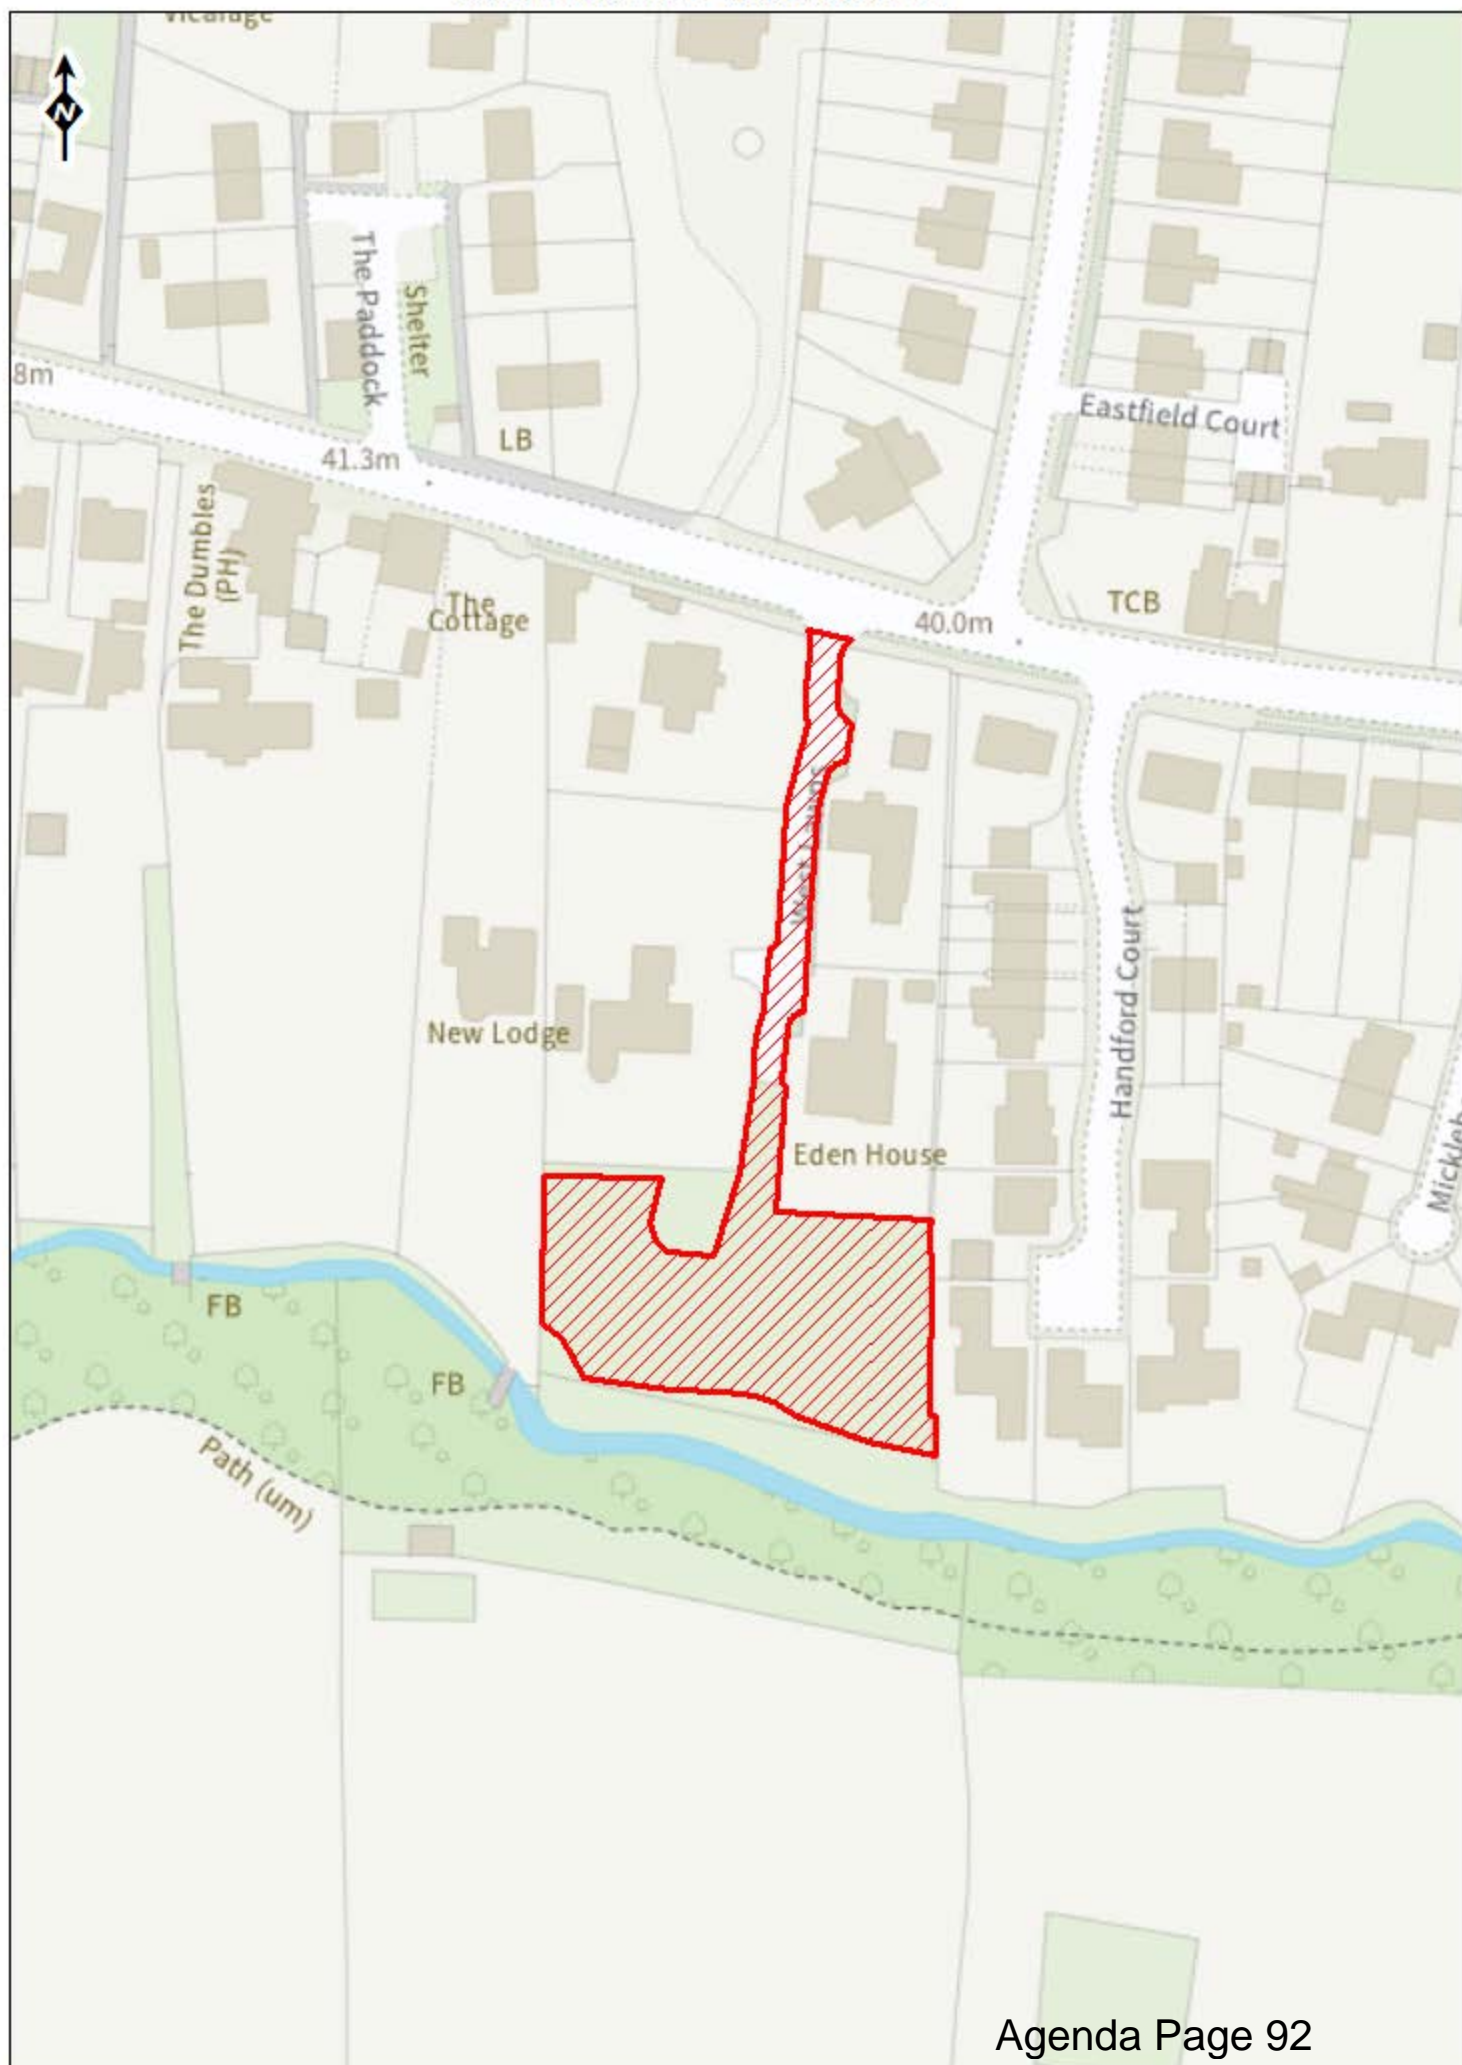 Vicarage
N
The Paddock
Shelter
8m
Eastfield Court
LB
41.3m
The Dumbles
(PH)
The
Cottage
TCB
40.0m
Handford Court
New Lodge
Eden House
FB
FB
Path (um)
Agenda Page 92